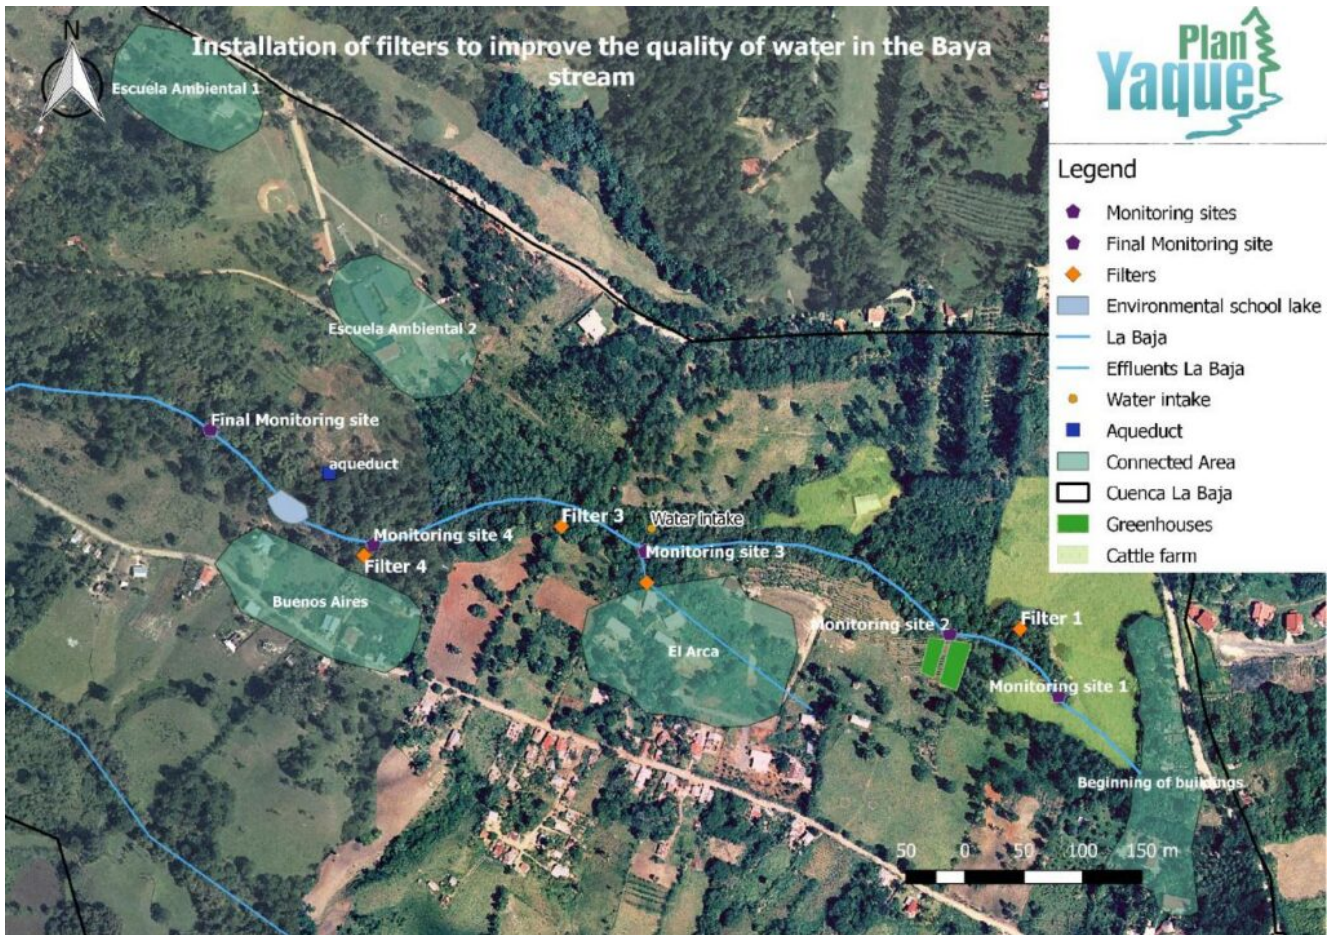 N
Installation of filters to improve the quality of water in the Baya
stream
Plan
Yaque
Escuela Ambiental 1
Legend
Monitoring sites
Final Monitoring site
Filters
Environmental school lake
La Baja
Effluents La Baja
Water intake
Aqueduct
Connected Area
Cuenca La Baja
Greenhouses
Cattle farm
Escuela Ambiental 2
Final Monitoring site
aqueduct
Filter 3
Water intake
Monitoring site 4
Monitoring site 3
Filter 4
Buenos Aires
Monitoring site 2
Filter 1
El Arca
Monitoring site 1
Beginning of buildings
50 0 50 100 150 m